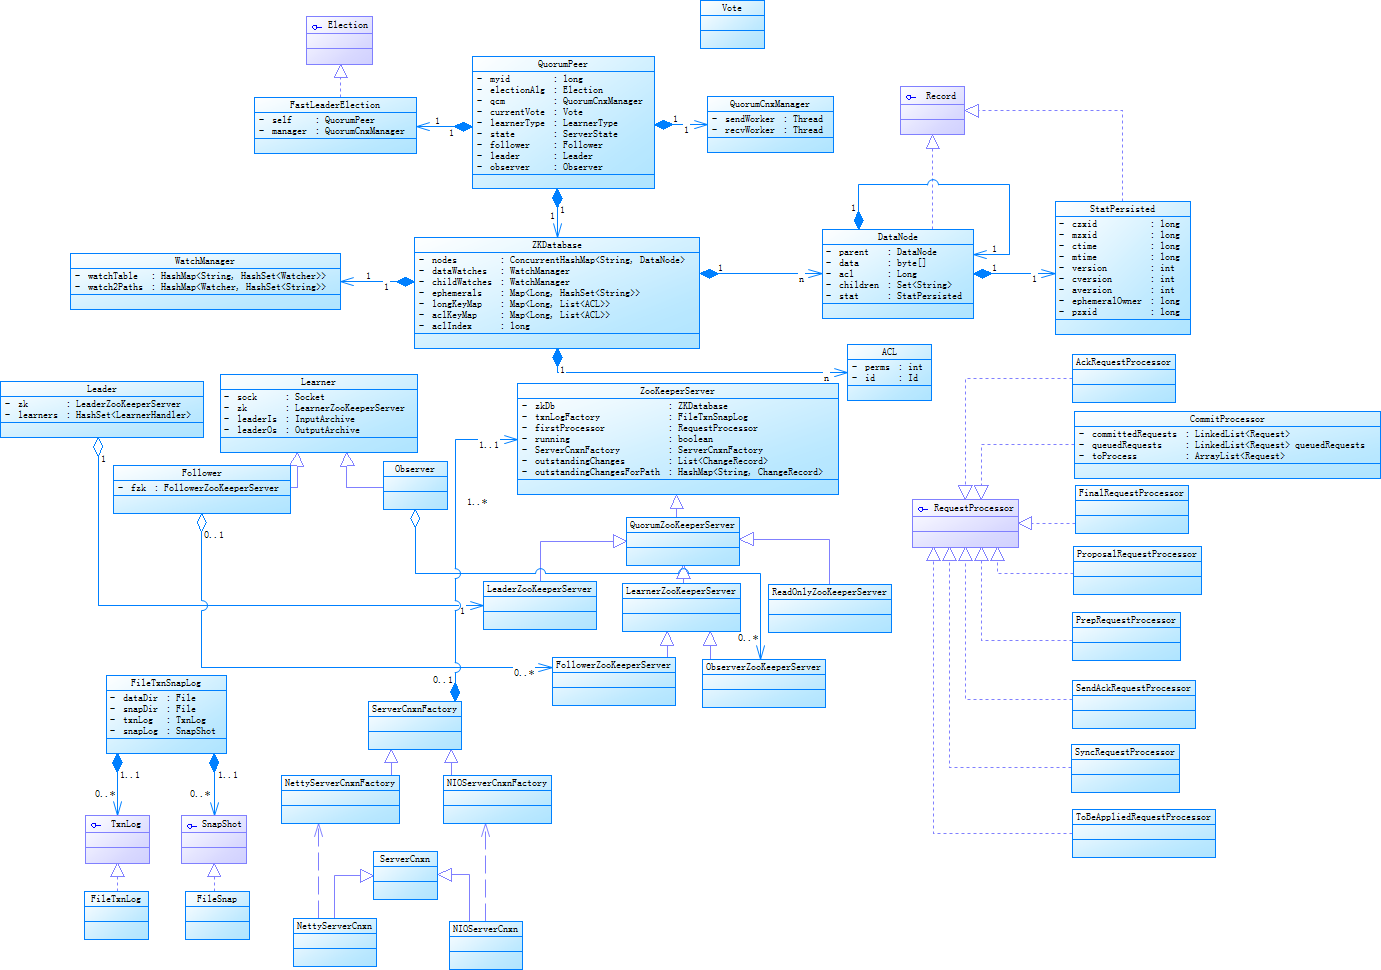 Vote
Election
QuorumPeer
- myid : long
- electionAlg : Election
- qcm : QuorumCnxManager
- currentVote : Vote
- learnerType : LearnerType
- state : ServerState
- follower : Follower
- leader : Leader
- observer : Observer
FastLeaderElection
- self : QuorumPeer
- manager : QuorumCnxManager
1
1
1
1
QuorumCnxManager
- sendWorker : Thread
- recvWorker : Thread
Record
1
1
StatPersisted
- czxid : long
- mzxid : long
- ctime : long
- mtime : long
- version : int
- cversion : int
- aversion : int
- ephemeralOwner : long
- pzxid : long
1
1
DataNode
- parent : DataNode
- data : byte[]
- acl : Long
- children : Set<String>
- stat : StatPersisted
1
1
ZKDatabase
- nodes : ConcurrentHashMap<String, DataNode>
- dataWatches : WatchManager
- childWatches : WatchManager
- ephemerals : Map<Long, HashSet<String>>
- longKeyMap : Map<Long, List<ACL>>
- aclKeyMap : Map<Long, List<ACL>>
- aclIndex : long
1
n
WatchManager
- watchTable : HashMap<String, HashSet<Watcher>>
- watch2Paths : HashMap<Watcher, HashSet<String>>
1
1
1
n
ACL
- perms : int
- id : Id
Leader
- zk : LeaderZooKeeperServer
- learners : HashSet<LearnerHandler>
1
Learner
- sock : Socket
- zk : LearnerZooKeeperServer
- leaderIs : InputArchive
- leaderOs : OutputArchive
Follower
- fzk : FollowerZooKeeperServer
0..1
Observer
ZooKeeperServer
- zkDb : ZKDatabase
- txnLogFactory : FileTxnSnapLog
- firstProcessor : RequestProcessor
- running : boolean
- ServerCnxnFactory : ServerCnxnFactory
- outstandingChanges : List<ChangeRecord>
- outstandingChangesForPath : HashMap<String, ChangeRecord>
1..1
1..*
AckRequestProcessor
CommitProcessor
- committedRequests : LinkedList<Request>
- queuedRequests : LinkedList<Request> queuedRequests
- toProcess : ArrayList<Request>
RequestProcessor
FinalRequestProcessor
ProposalRequestProcessor
PrepRequestProcessor
SendAckRequestProcessor
SyncRequestProcessor
ToBeAppliedRequestProcessor
QuorumZooKeeperServer
LeaderZooKeeperServer
1
LearnerZooKeeperServer
ReadOnlyZooKeeperServer
0..*
FollowerZooKeeperServer
0..*
ObserverZooKeeperServer
0..1
ServerCnxnFactory
FileTxnSnapLog
- dataDir : File
- snapDir : File
- txnLog : TxnLog
- snapLog : SnapShot
1..1
1..1
0..*
0..*
TxnLog
SnapShot
FileTxnLog
FileSnap
NettyServerCnxnFactory
NIOServerCnxnFactory
ServerCnxn
NettyServerCnxn
NIOServerCnxn